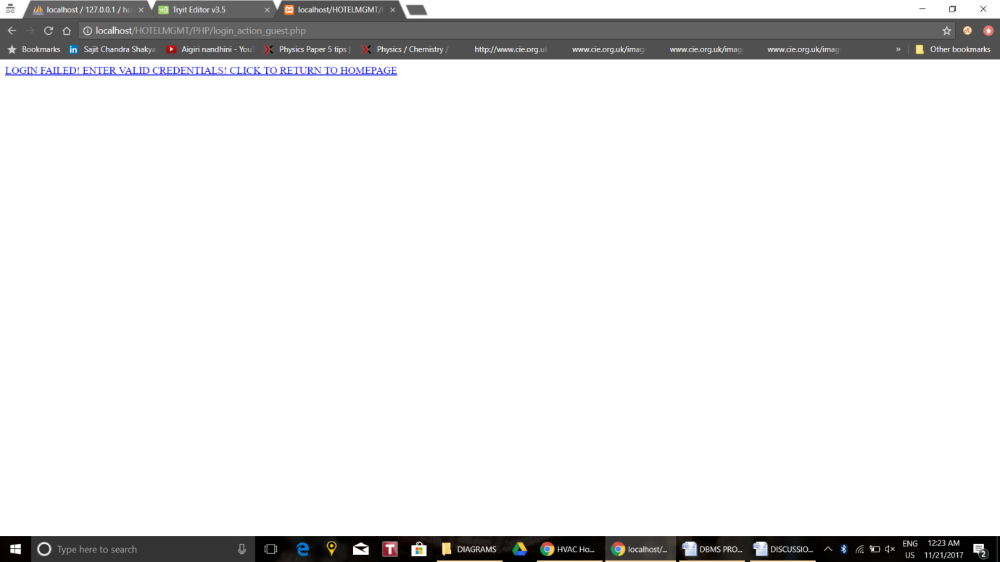 localhost / 127.0.0.1 / ho
Tryit Editor v3.5
localhost/HOTELMGMT/
localhost/HOTELMGMT/PHP/login_action_guest.php
Bookmarks
Sajit Chandra Shakya
Aigiri nandhini - YouT
Physics Paper 5 tips |
Physics / Chemistry /
http://www.cie.org.uk
www.cie.org.uk/imag
www.cie.org.uk/imag
www.cie.org.uk/imag
»
Other bookmarks
LOGIN FAILED! ENTER VALID CREDENTIALS! CLICK TO RETURN TO HOMEPAGE
Type here to search
DIAGRAMS
HVAC Ho...
localhost/...
DBMS PRO...
DISCUSSIO...
ENG
US
12:23 AM
11/21/2017
2